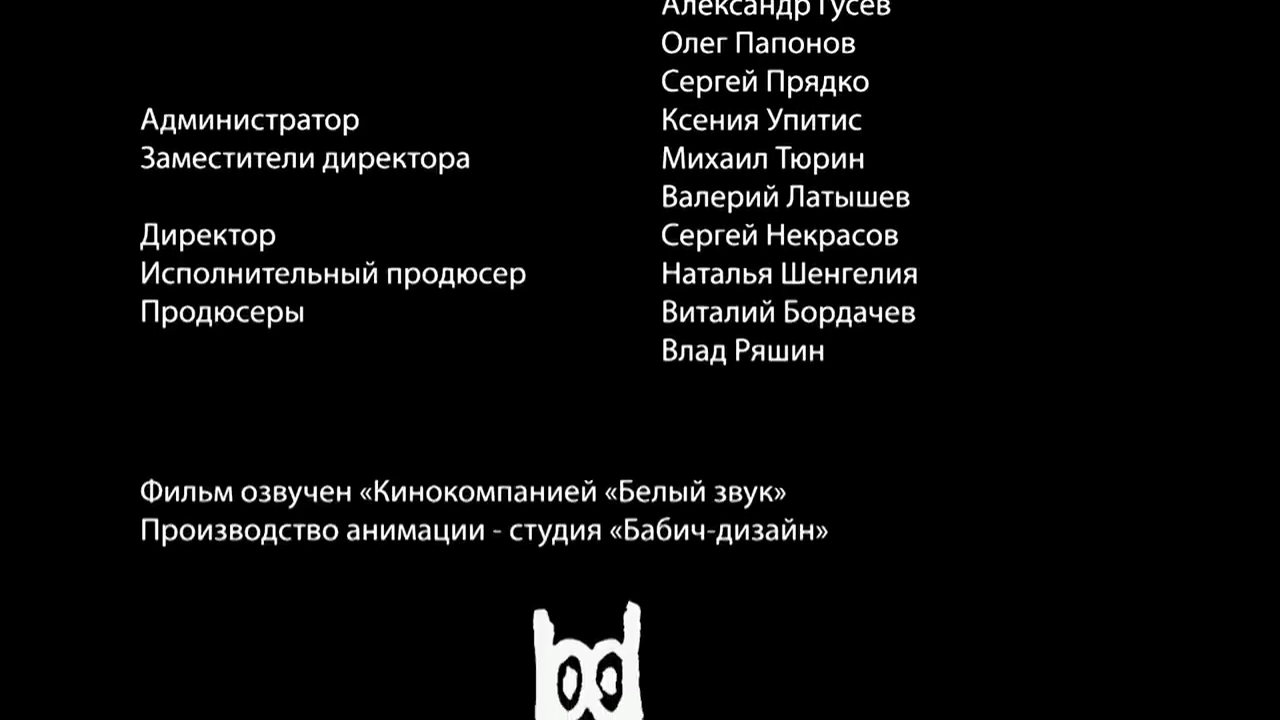 Александр Гусев
Олег Папонов
Сергей Прядко
Администратор Ксения Упитис
Заместители директора Михаил Тюрин
Валерий Латышев
Директор Сергей Некрасов
Исполнительный продюсер Наталья Шенгелия
Продюсеры Виталий Бордачев
Влад Ряшин
Фильм озвучен «Кинокомпанией «Белый звук»
Производство анимации - студия «Бабич-дизайн»